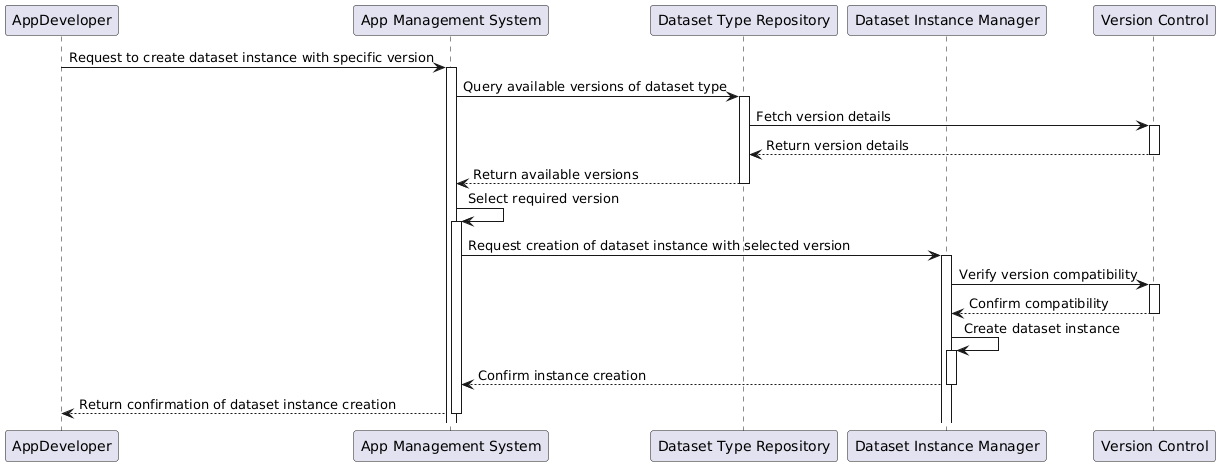 AppDeveloper
App Management System
Dataset Type Repository
Dataset Instance Manager
Version Control
Request to create dataset instance with specific version
Query available versions of dataset type
Fetch version details
Return version details
Return available versions
Select required version
Request creation of dataset instance with selected version
Verify version compatibility
Confirm compatibility
Create dataset instance
Confirm instance creation
Return confirmation of dataset instance creation
AppDeveloper
App Management System
Dataset Type Repository
Dataset Instance Manager
Version Control